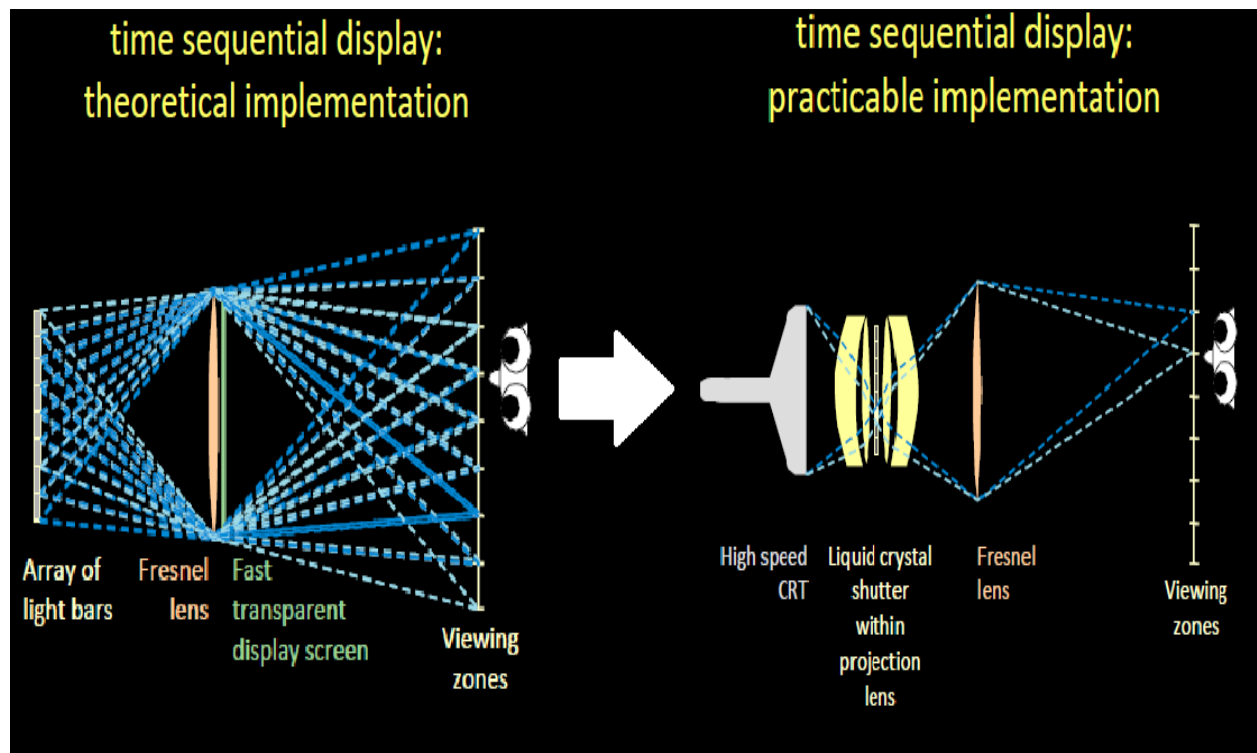 time sequential display:
theoretical implementation
time sequential display:
practicable implementation
Array of
light bars
Fresnel
lens
Fast
transparent
display screen
Viewing
zones
High speed
CRT
Liquid crystal
shutter
within
projection
lens
Fresnel
lens
Viewing
zones